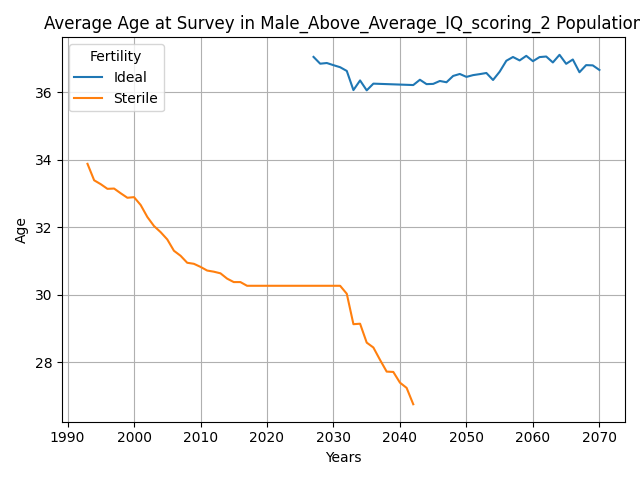 Average Age at Survey in Male_Above_Average_IQ_scoring_2 Population
Fertility
Ideal
Sterile
Age
36
34
32
30
28
1990 2000 2010 2020 2030 2040 2050 2060 2070
Years